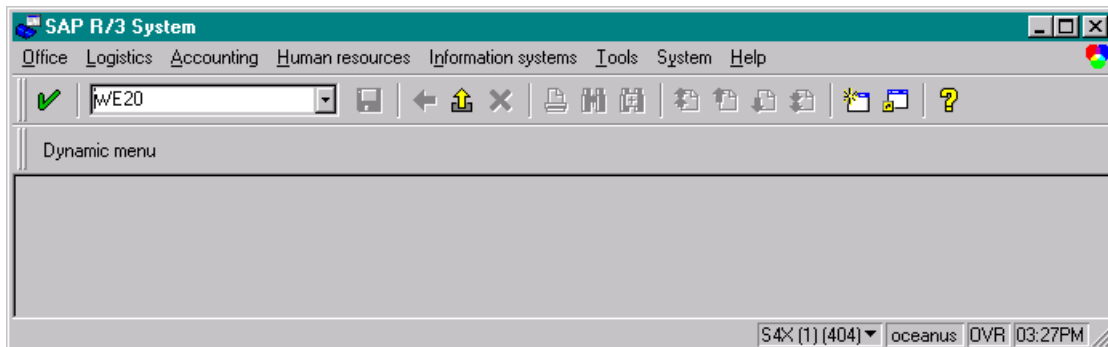 SAP R/3 System
Office Logistics Accounting Human resources Information systems Tools System Help
WE20
Dynamic menu
S4X (1) (404) oceanus OVR 03:27PM